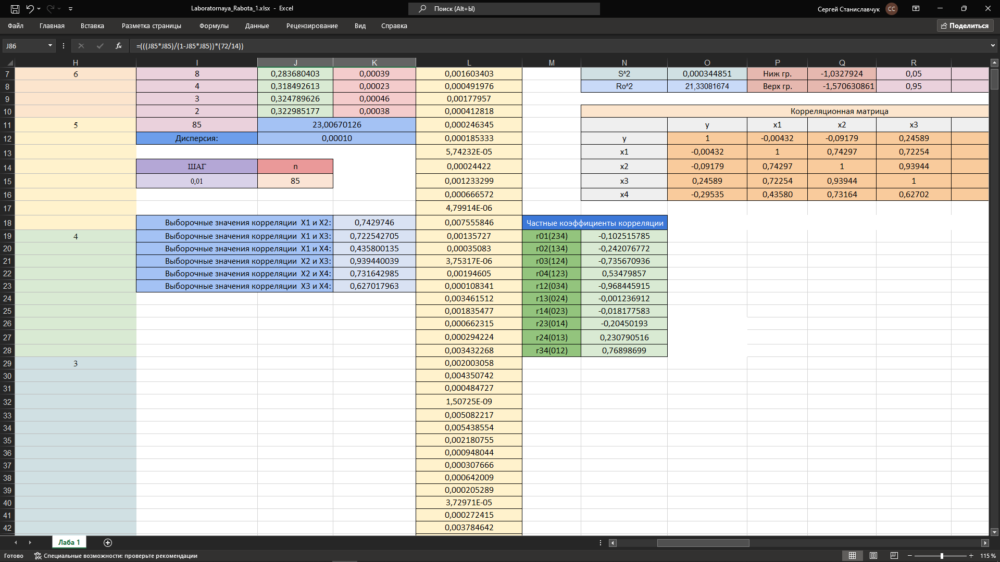 Laboratornaya_Rabota_1.xlsx - Excel
Поиск (Alt+Ы)
Сергей Станиславчук СС
Файл Главная Вставка Разметка страницы Формулы Данные Рецензирование Вид Справка Поделиться
J86 fx =(((J85*J85)/(1-J85*J85))*(72/14))
H I J K L M N O P Q R
7 6 8 0,283680403 0,00039 0,001603403 S^2 0,000344851 Ниж гр. -1,0327924 0,05
8 4 0,318492613 0,00023 0,000491976 Ro^2 21,33081674 Верх гр. -1,570630861 0,95
9 3 0,324789626 0,00046 0,00177957
10 2 0,322985177 0,00038 0,000412818 Корреляционная матрица
11 5 85 23,00670126 0,000246345 y x1 x2 x3
12 Дисперсия: 0,00010 0,000185333 y 1 -0,00432 -0,09179 0,24589
13 5,74232E-05 x1 -0,00432 1 0,74297 0,72254
14 ШАГ n 0,00024422 x2 -0,09179 0,74297 1 0,93944
15 0,01 85 0,001233299 x3 0,24589 0,72254 0,93944 1
16 0,000666572 x4 -0,29535 0,43580 0,73164 0,62702
17 4,79914E-06
18 Выборочные значения корреляции X1 и X2: 0,7429746 0,007555846 Частные коэффициенты корреляции
19 4 Выборочные значения корреляции X1 и X3: 0,722542705 0,00135727 r01(234) -0,102515785
20 Выборочные значения корреляции X1 и X4: 0,435800135 0,00035083 r02(134) -0,242076772
21 Выборочные значения корреляции X2 и X3: 0,939440039 3,75317E-06 r03(124) -0,735670936
22 Выборочные значения корреляции X2 и X4: 0,731642985 0,00194605 r04(123) 0,53479857
23 Выборочные значения корреляции X3 и X4: 0,627017963 0,000108341 r12(034) -0,968445915
24 0,003461512 r13(024) -0,001236912
25 0,001835477 r14(023) -0,018177583
26 0,000662315 r23(014) -0,20450193
27 0,000294224 r24(013) 0,230790516
28 0,003432268 r34(012) 0,76898699
29 3 0,002003058
30 0,004350742
31 0,000484727
32 1,50725E-09
33 0,005082217
34 0,005438554
35 0,002180755
36 0,000948044
37 0,000307666
38 0,000642009
39 0,000205289
40 3,72971E-05
41 0,000272415
42 0,003784642
Лаба 1
Готово Специальные возможности: проверьте рекомендации 115 %